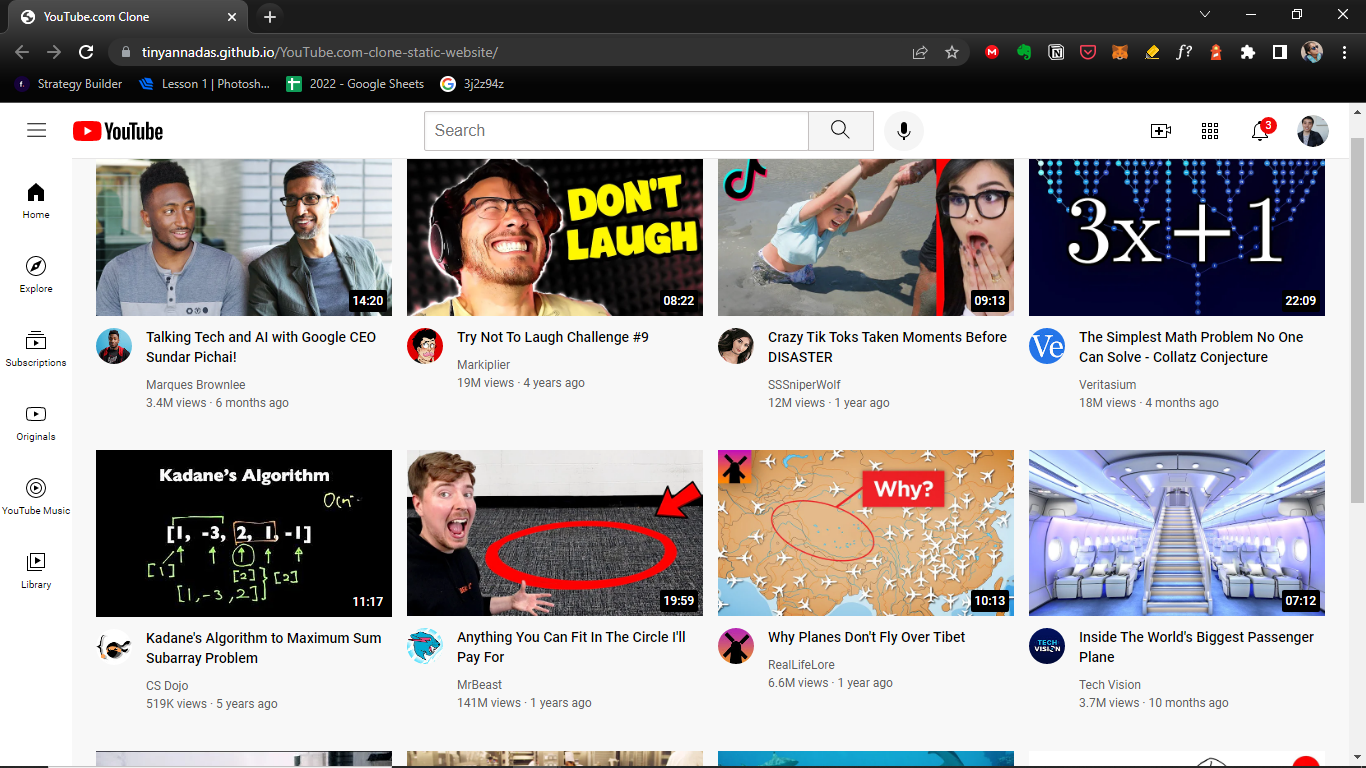 YouTube.com Clone
tinyannadas.github.io/YouTube.com-clone-static-website/
f?
Strategy Builder
Lesson 1 | Photosh...
2022 - Google Sheets
3j2z94z
YouTube
Search
3
Home
Explore
Subscriptions
Originals
YouTube Music
Library
14:20
Talking Tech and AI with Google CEO
Sundar Pichai!
Marques Brownlee
3.4M views · 6 months ago
DON'T
LAUGH
08:22
Try Not To Laugh Challenge #9
Markiplier
19M views · 4 years ago
09:13
Crazy Tik Toks Taken Moments Before
DISASTER
SSSniperWolf
12M views · 1 year ago
3x+1
22:09
Ve
The Simplest Math Problem No One
Can Solve - Collatz Conjecture
Veritasium
18M views · 4 months ago
Kadane's Algorithm
[1, -3, 2, 1, -1]
[1]
[2]
[2]
[1,-3,2]
11:17
Kadane's Algorithm to Maximum Sum
Subarray Problem
CS Dojo
519K views · 5 years ago
19:59
Anything You Can Fit In The Circle I'll
Pay For
MrBeast
141M views · 1 years ago
Why?
10:13
Why Planes Don't Fly Over Tibet
RealLifeLore
6.6M views · 1 year ago
07:12
TECH
VISION
Inside The World's Biggest Passenger
Plane
Tech Vision
3.7M views · 10 months ago